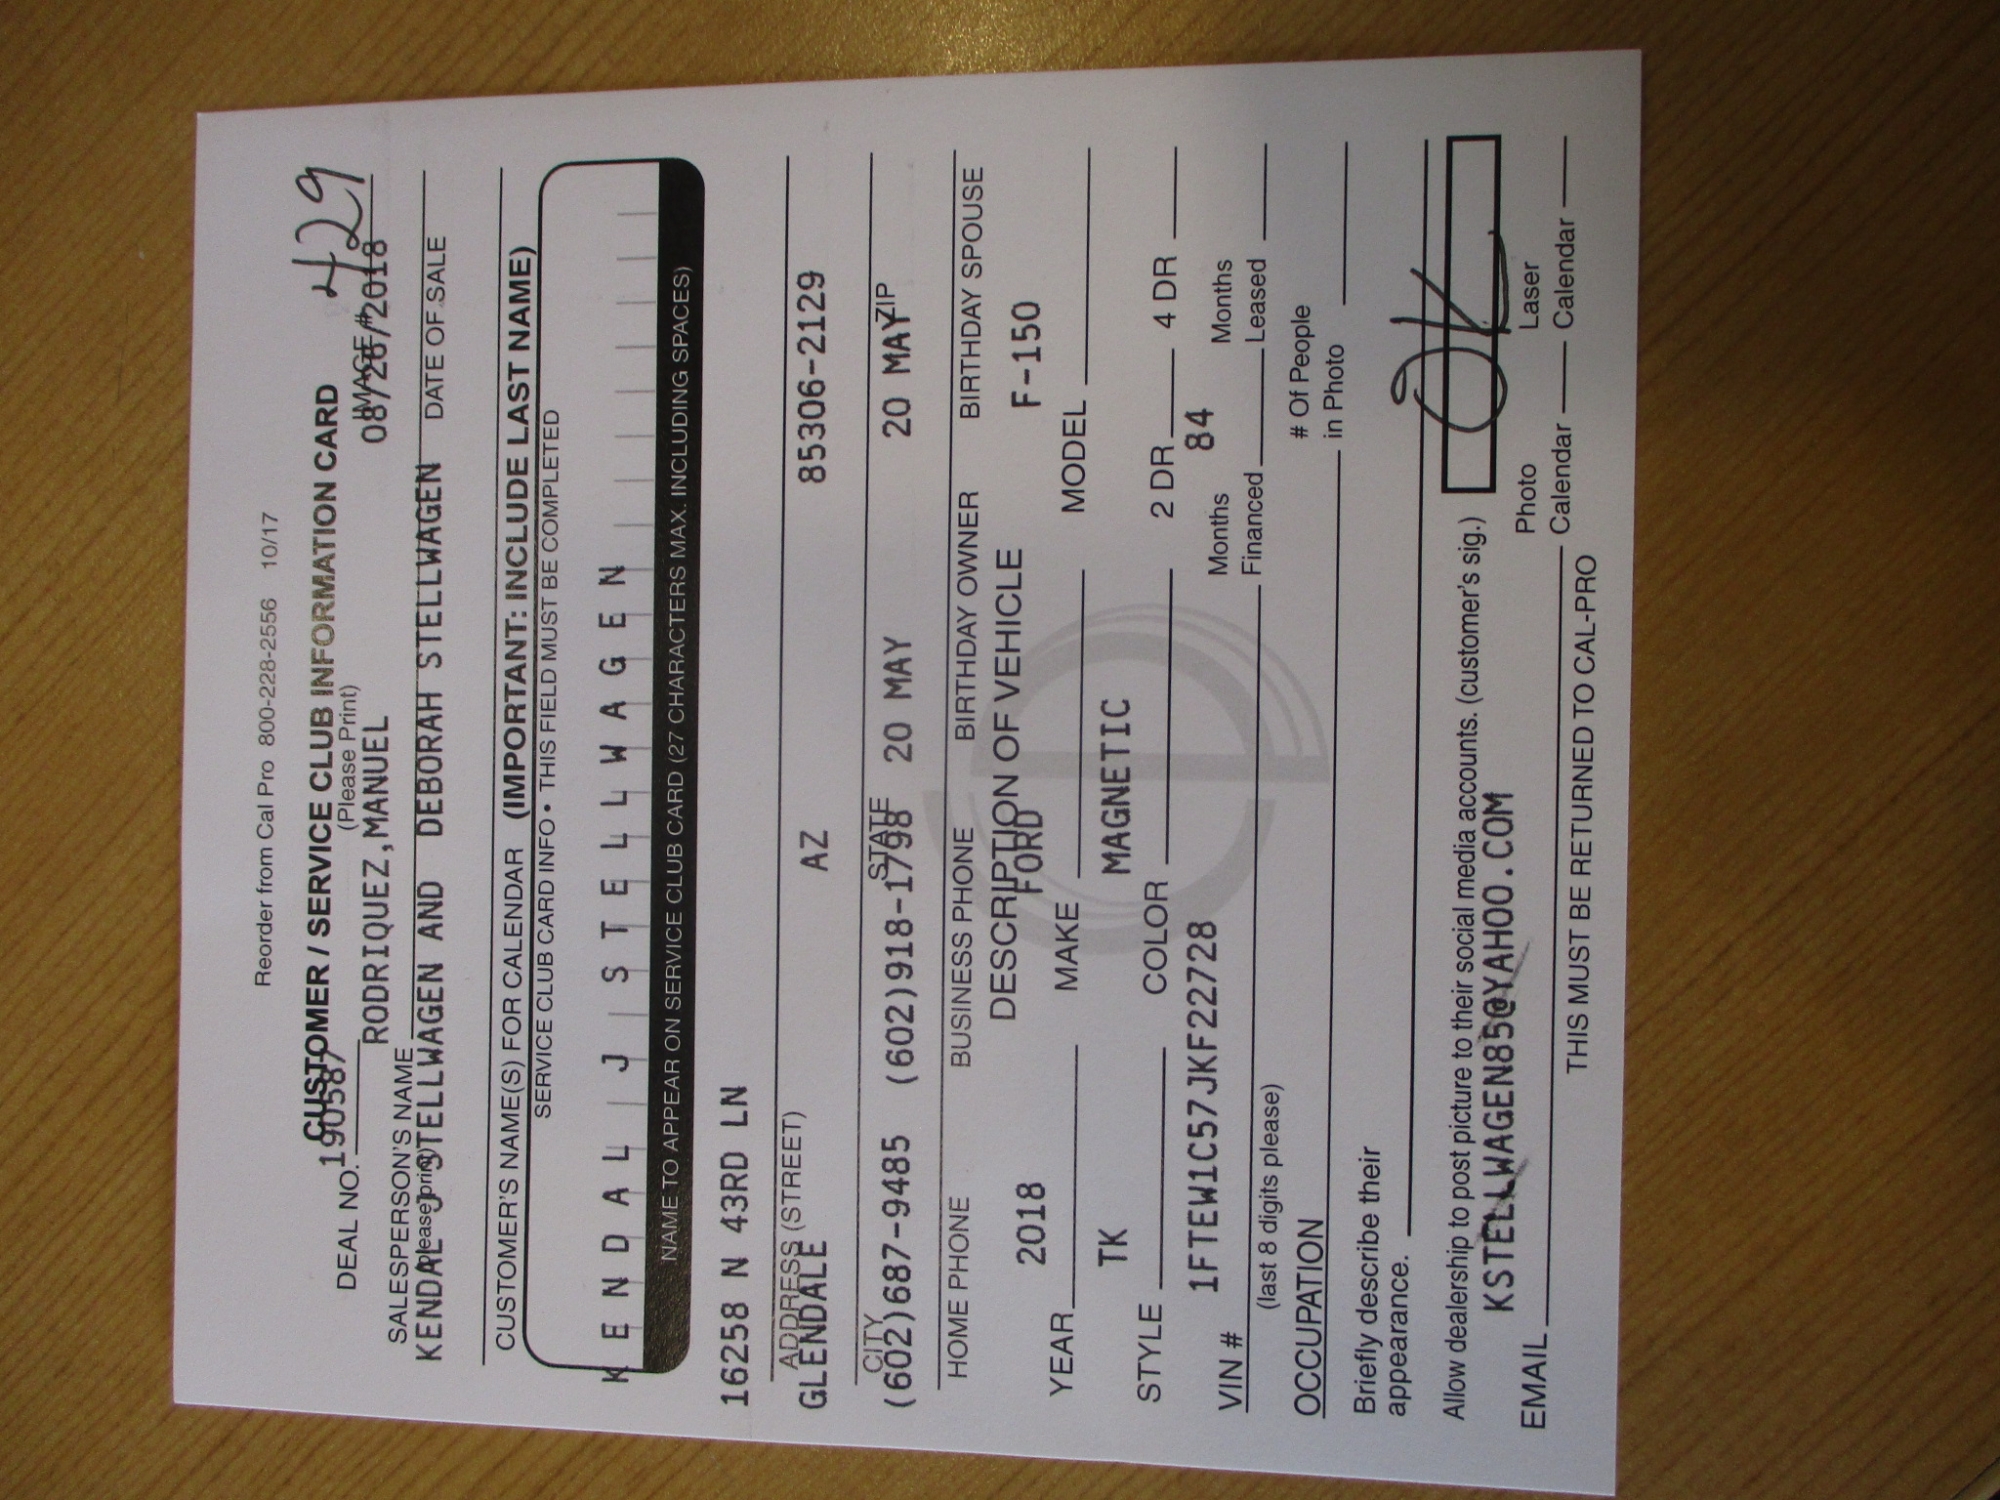 Reorder from Cal Pro 800-228-2556 10/17
CUSTOMER / SERVICE CLUB INFORMATION CARD
(Please Print)
IMAGE# 429
DEAL NO. 190587
RODRIQUEZ,MANUEL 08/28/2018
SALESPERSON'S NAME DATE OF SALE
(please print)
KENDAL J STELLWAGEN AND DEBORAH STELLWAGEN
CUSTOMER'S NAME(S) FOR CALENDAR (IMPORTANT: INCLUDE LAST NAME)
SERVICE CLUB CARD INFO • THIS FIELD MUST BE COMPLETED
K E N D A L J S T E L L W A G E N
NAME TO APPEAR ON SERVICE CLUB CARD (27 CHARACTERS MAX. INCLUDING SPACES)
16258 N 43RD LN
ADDRESS (STREET)
GLENDALE AZ 85306-2129
CITY STATE ZIP
(602)687-9485 (602)918-1798 20 MAY 20 MAY
HOME PHONE BUSINESS PHONE BIRTHDAY OWNER BIRTHDAY SPOUSE
DESCRIPTION OF VEHICLE
2018 FORD F-150
YEAR MAKE MODEL
TK MAGNETIC
STYLE COLOR 2 DR. 4 DR
1FTEW1C57JKF22728 84
VIN # Months Financed Months Leased
(last 8 digits please)
OCCUPATION # Of People in Photo
Briefly describe their
appearance.
Allow dealership to post picture to their social media accounts. (customer's sig.)
KSTELLWAGEN85@YAHOO.COM
EMAIL Photo Calendar Laser Calendar Calendar
THIS MUST BE RETURNED TO CAL-PRO